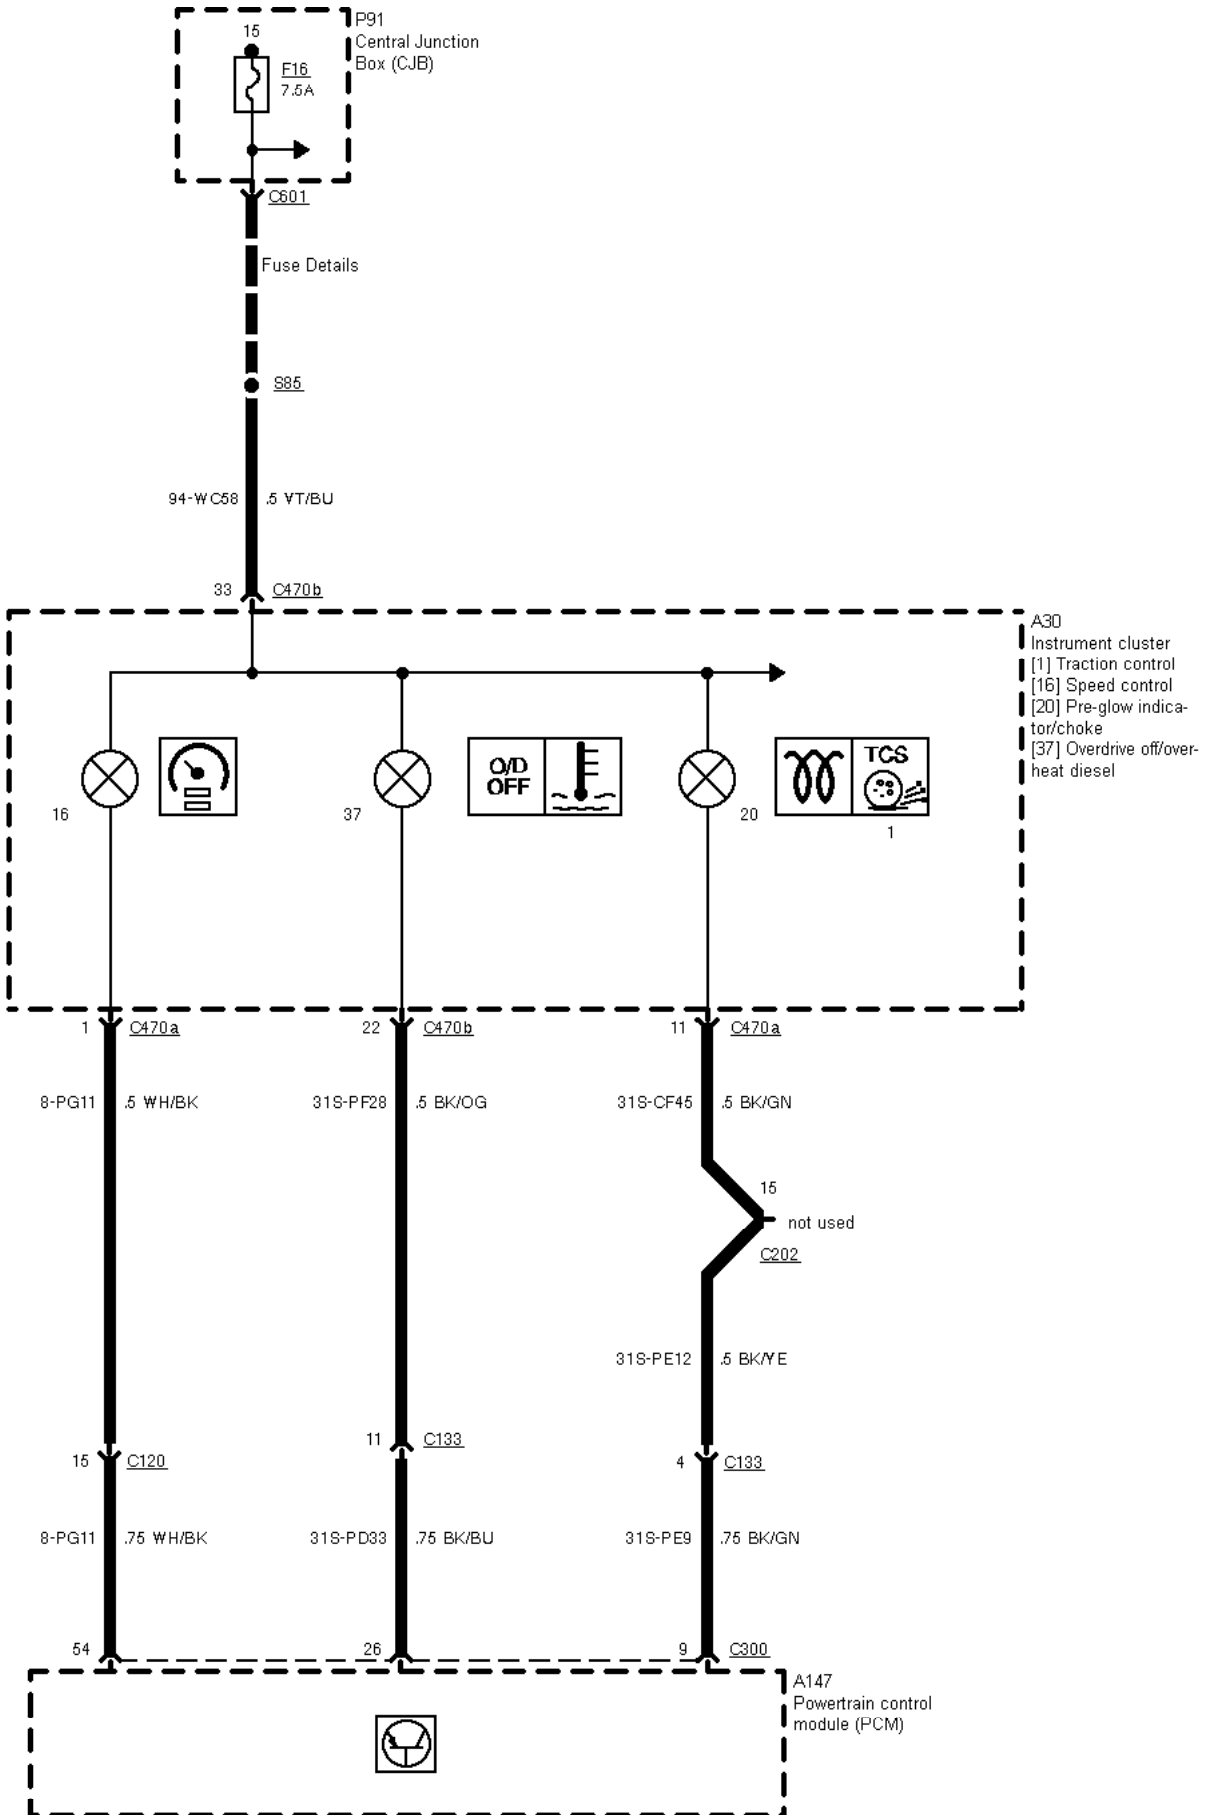 15
P91
Central Junction
Box (CJB)
F16
7.5A
C601
Fuse Details
S85
94-WC58 .5 VT/BU
33 C470b
A30
Instrument cluster
[1] Traction control
[16] Speed control
[20] Pre-glow indica-
tor/choke
[37] Overdrive off/over-
heat diesel
O/D
OFF
TCS
16
37
20
1
1 C470a
22 C470b
11 C470a
8-PG11 .5 WH/BK
31S-PF28 .5 BK/OG
31S-CF45 .5 BK/GN
15
not used
C202
31S-PE12 .5 BK/YE
11 C133
15 C120
4 C133
8-PG11 .75 WH/BK
31S-PD33 .75 BK/BU
31S-PE9 .75 BK/GN
54
26
9 C300
A147
Powertrain control
module (PCM)